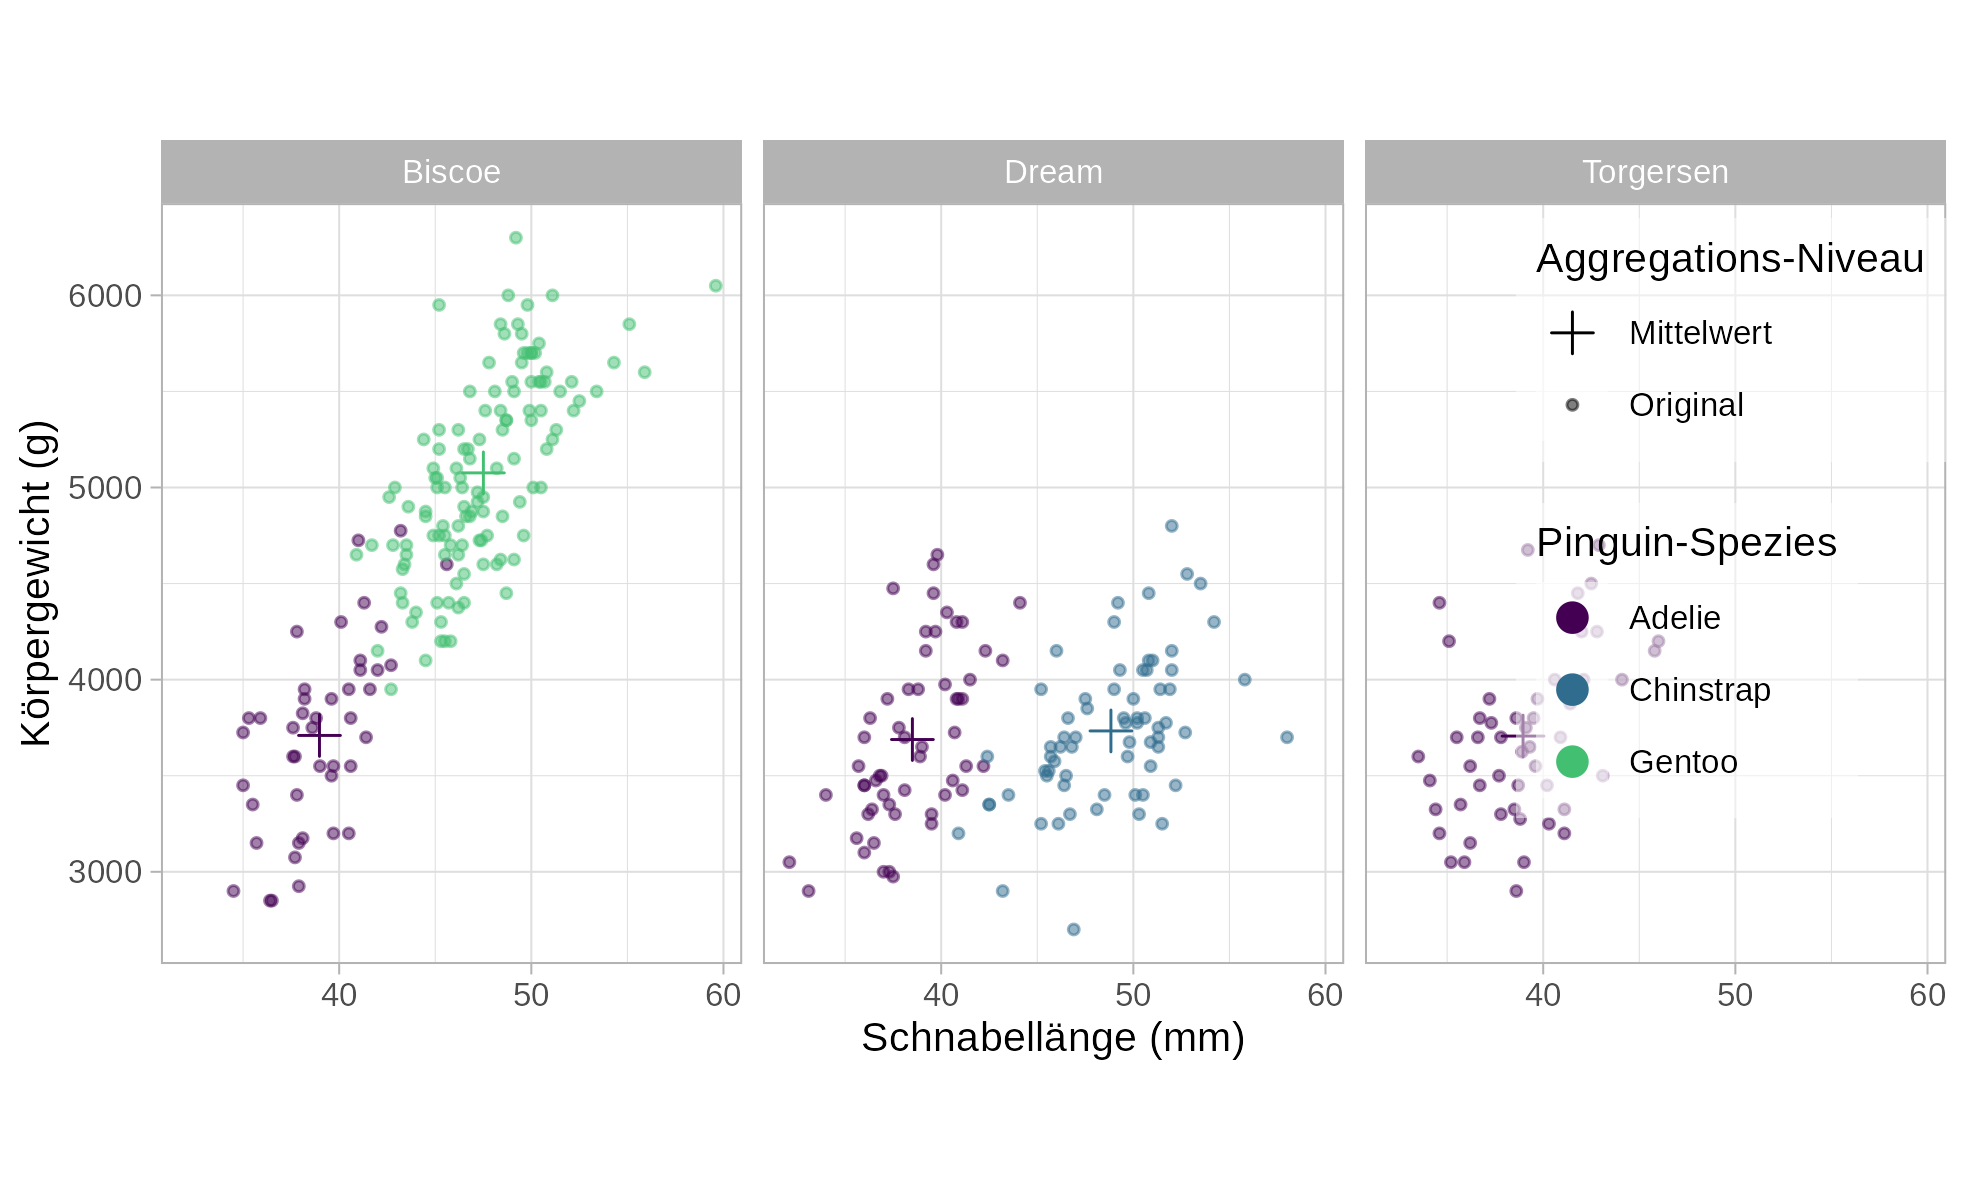 Biscoe
Dream
Torgersen
Körpergewicht (g)
6000
5000
4000
3000
Aggregations-Niveau
Mittelwert
Original
Pinguin-Spezies
Adelie
Chinstrap
Gentoo
40 50 60
40 50 60
40 50 60
Schnabellänge (mm)